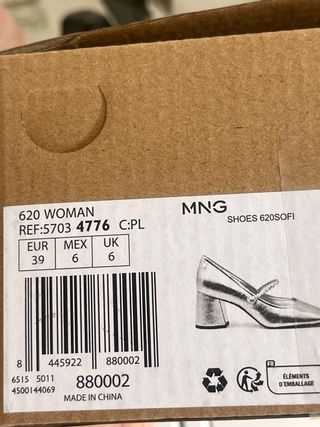 620 WOMAN
REF:5703 4776 C:PL
MNG
SHOES 620SOFI
EUR MEX UK
39 6 6
8 445922 880002
6515 5011
4500144069
880002
MADE IN CHINA
ÉLÉMENTS
D'EMBALLAGE